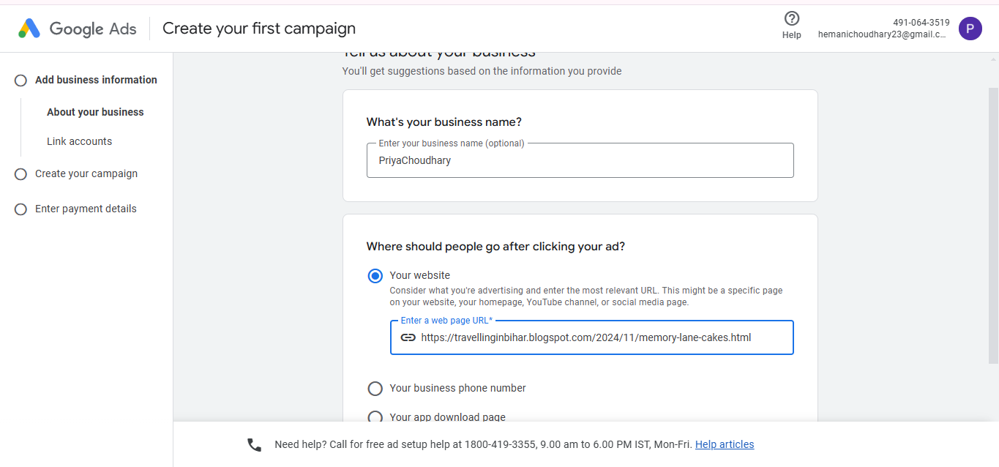 Google Ads
Create your first campaign
Help
491-064-3519
hemanichoudhary23@gmail.c...
P
Add business information
About your business
Link accounts
Create your campaign
Enter payment details
Tell us about your business
You'll get suggestions based on the information you provide
What's your business name?
Enter your business name (optional)
PriyaChoudhary
Where should people go after clicking your ad?
Your website
Consider what you're advertising and enter the most relevant URL. This might be a specific page
on your website, your homepage, YouTube channel, or social media page.
Enter a web page URL*
https://travellinginbihar.blogspot.com/2024/11/memory-lane-cakes.html
Your business phone number
Your app download page
Need help? Call for free ad setup help at 1800-419-3355, 9.00 am to 6.00 PM IST, Mon-Fri. Help articles